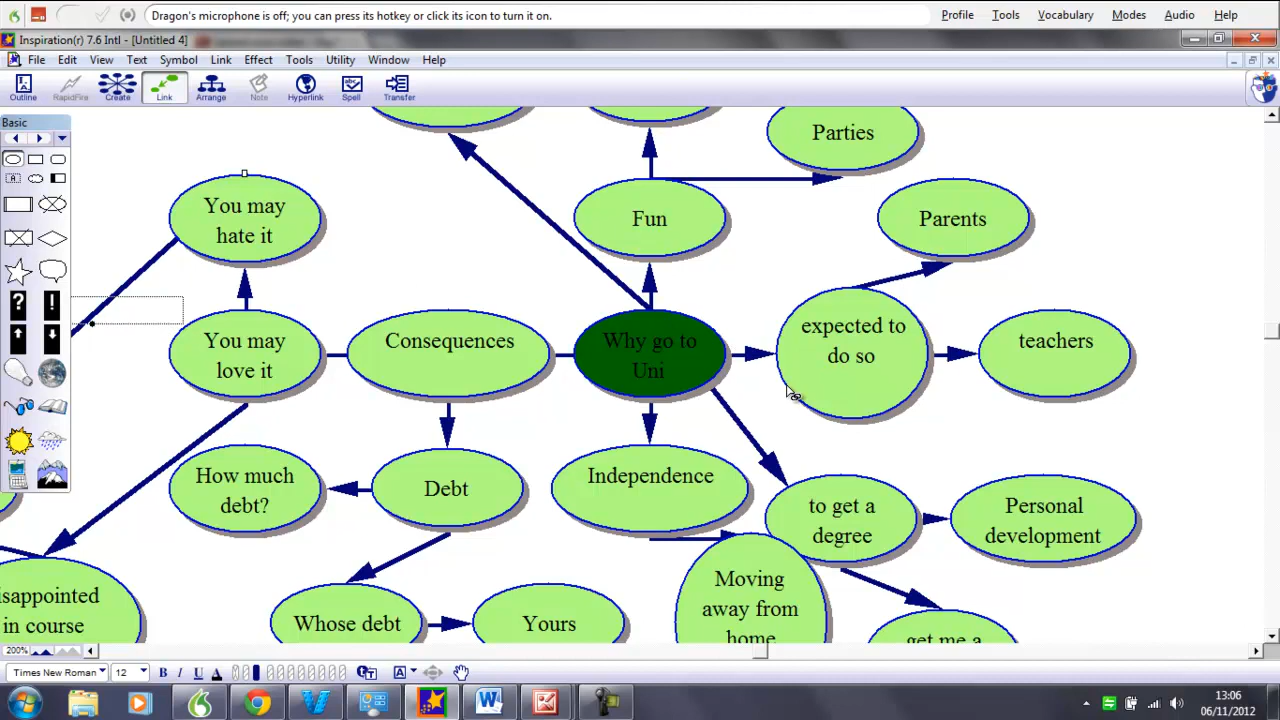 Dragon's microphone is off; you can press its hotkey or click its icon to turn it on.
Profile Tools Vocabulary Modes Audio Help
Inspiration(r) 7.6 Intl - [Untitled 4]
File Edit View Text Symbol Link Effect Tools Utility Window Help
Outline RapidFire Create Link Arrange Note Hyperlink Spell Transfer
Basic
Parties
You may
hate it
Fun
Parents
You may
love it
Consequences
Why go to
Uni
expected to
do so
teachers
How much
debt?
Debt
Independence
to get a
degree
Personal
development
isappointed
in course
Whose debt
Yours
Moving
away from
home
get me a
200%
Times New Roman 12 B I U A
13:06
06/11/2012